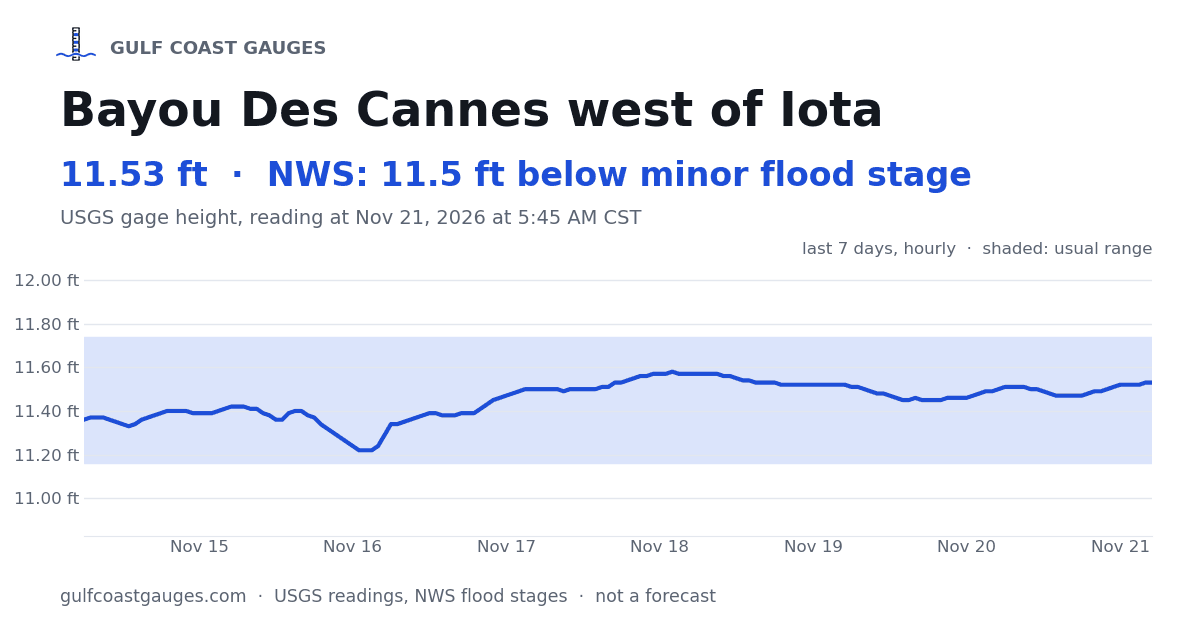 GULF COAST GAUGES
Bayou Des Cannes west of Iota
11.53 ft · NWS: 11.5 ft below minor flood stage
USGS gage height, reading at Nov 21, 2026 at 5:45 AM CST
last 7 days, hourly · shaded: usual range
12.00 ft
11.80 ft
11.60 ft
11.40 ft
11.20 ft
11.00 ft
Nov 15 Nov 16 Nov 17 Nov 18 Nov 19 Nov 20 Nov 21
gulfcoastgauges.com · USGS readings, NWS flood stages · not a forecast